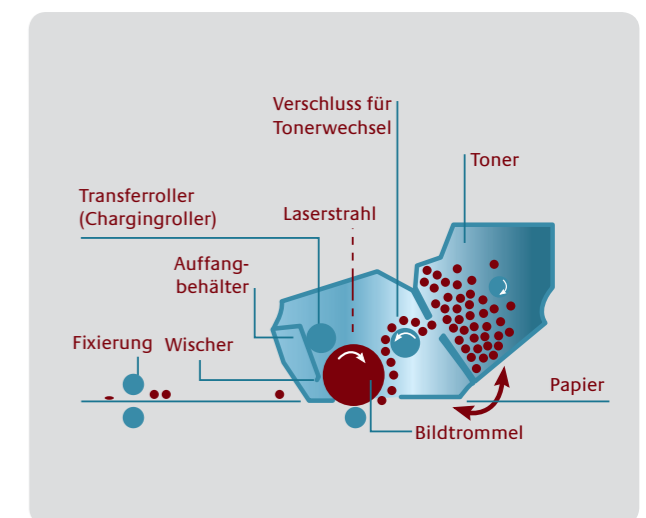 Verschluss für
Tonerwechsel
Toner
Transferroller
(Chargingroller)
Laserstrahl
Auffang-
behälter
Fixierung
Wischer
Papier
Bildtrommel